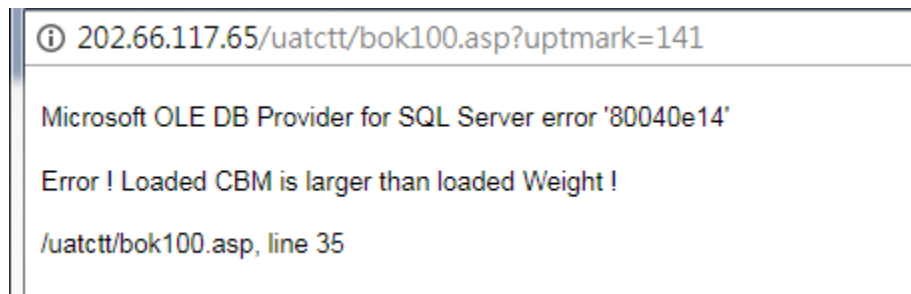 202.66.117.65/uatctt/bok100.asp?uptmark=141
Microsoft OLE DB Provider for SQL Server error '80040e14'
Error ! Loaded CBM is larger than loaded Weight !
/uatctt/bok100.asp, line 35